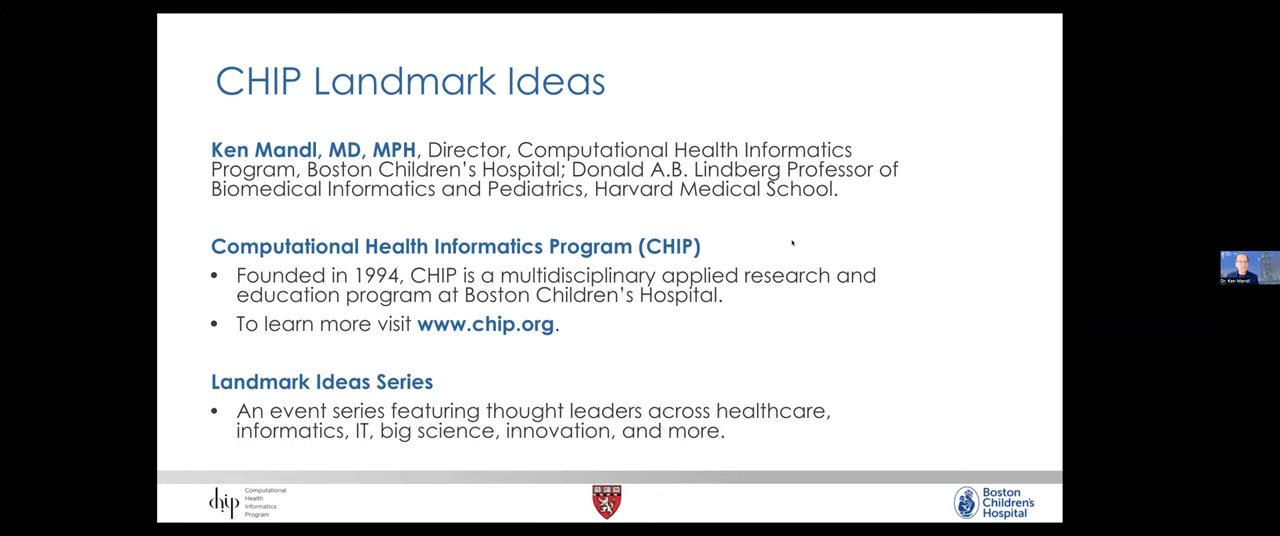 CHIP Landmark Ideas
Ken Mandl, MD, MPH, Director, Computational Health Informatics
Program, Boston Children's Hospital; Donald A.B. Lindberg Professor of
Biomedical Informatics and Pediatrics, Harvard Medical School.
Computational Health Informatics Program (CHIP)
• Founded in 1994, CHIP is a multidisciplinary applied research and
education program at Boston Children's Hospital.
• To learn more visit www.chip.org.
Landmark Ideas Series
• An event series featuring thought leaders across healthcare,
informatics, IT, big science, innovation, and more.
chip
Computational
Health
Informatics
Program
Boston
Children's
Hospital
Dr. Ken Mandl